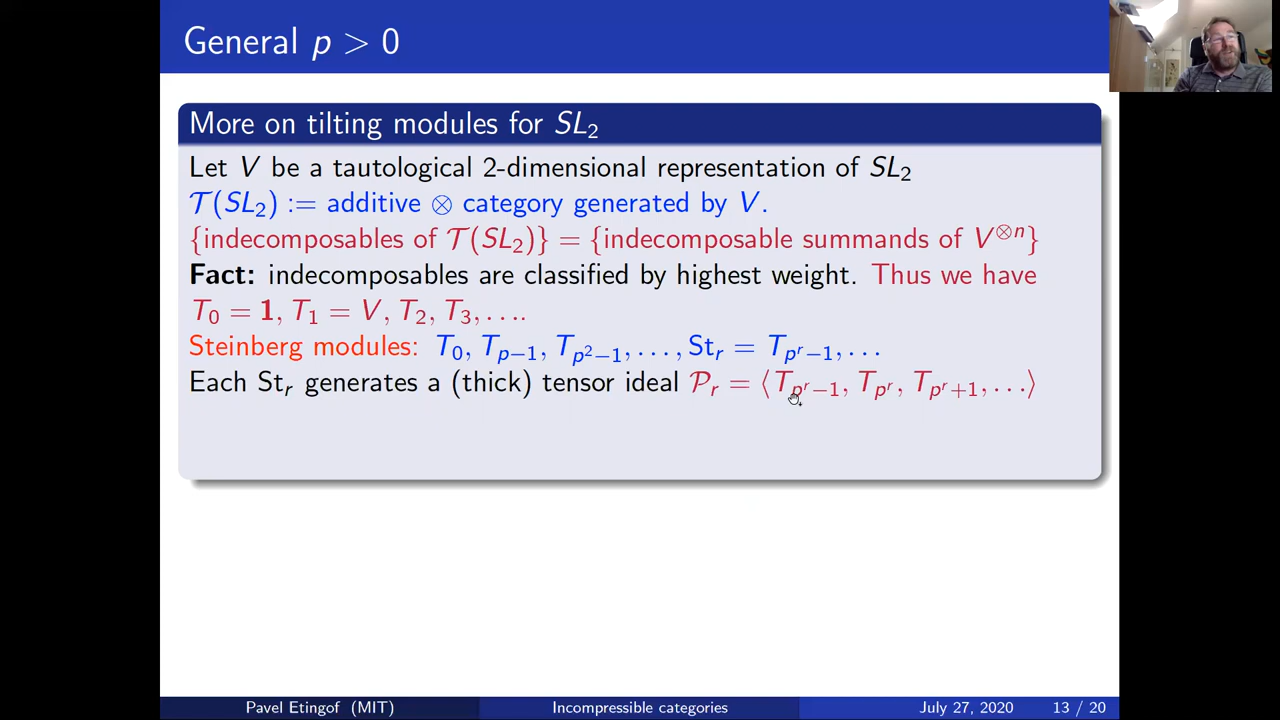 General p > 0
More on tilting modules for SL₂
Let V be a tautological 2-dimensional representation of SL₂
𝒯(SL₂) := additive ⊗ category generated by V.
{indecomposables of 𝒯(SL₂)} = {indecomposable summands of V^{⊗n}}
Fact: indecomposables are classified by highest weight. Thus we have
T₀ = 𝟏, T₁ = V, T₂, T₃, ….
Steinberg modules: T₀, T_{p−1}, T_{p²−1}, …, St_r = T_{p^r−1}, …
Each St_r generates a (thick) tensor ideal 𝒫_r = ⟨T_{p^r−1}, T_{p^r}, T_{p^r+1}, …⟩
Pavel Etingof (MIT) Incompressible categories July 27, 2020 13 / 20